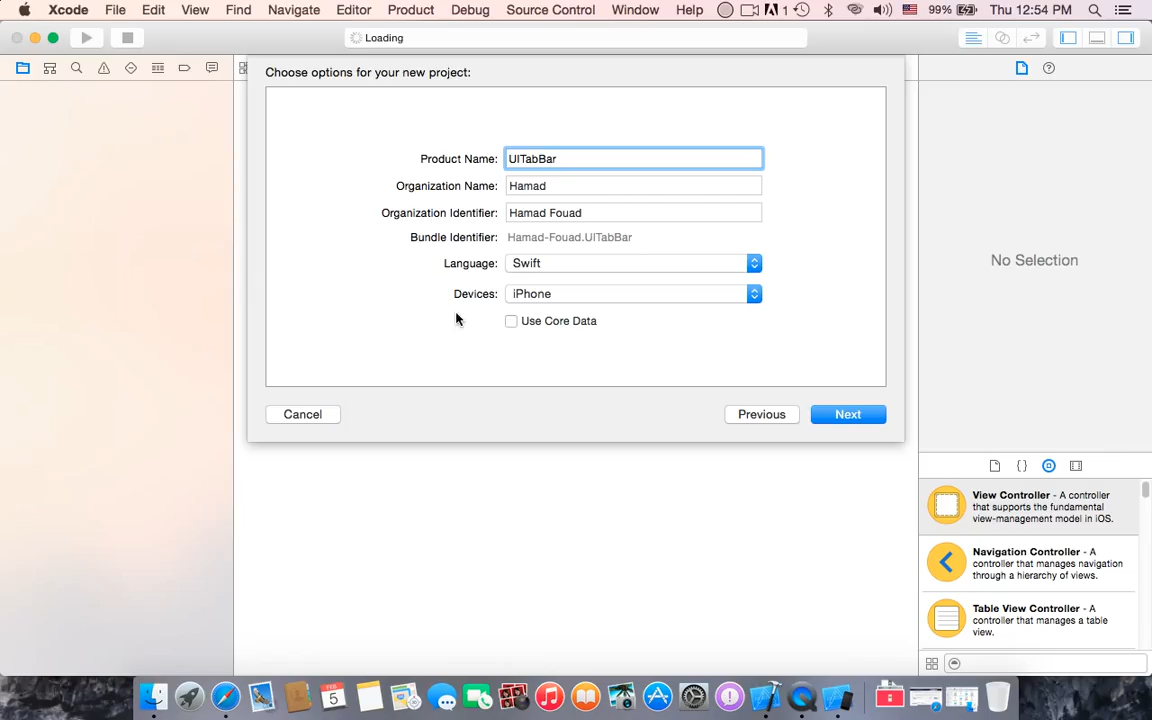 Xcode File Edit View Find Navigate Editor Product Debug Source Control Window Help 1 99% Thu 12:54 PM
Loading
Choose options for your new project:
Product Name: UITabBar
Organization Name: Hamad
Organization Identifier: Hamad Fouad
Bundle Identifier: Hamad-Fouad.UITabBar
Language: Swift
Devices: iPhone
Use Core Data
Cancel Previous Next
No Selection
View Controller - A controller
that supports the fundamental
view-management model in iOS.
Navigation Controller - A
controller that manages navigation
through a hierarchy of views.
Table View Controller - A
controller that manages a table
view.
FEB
5